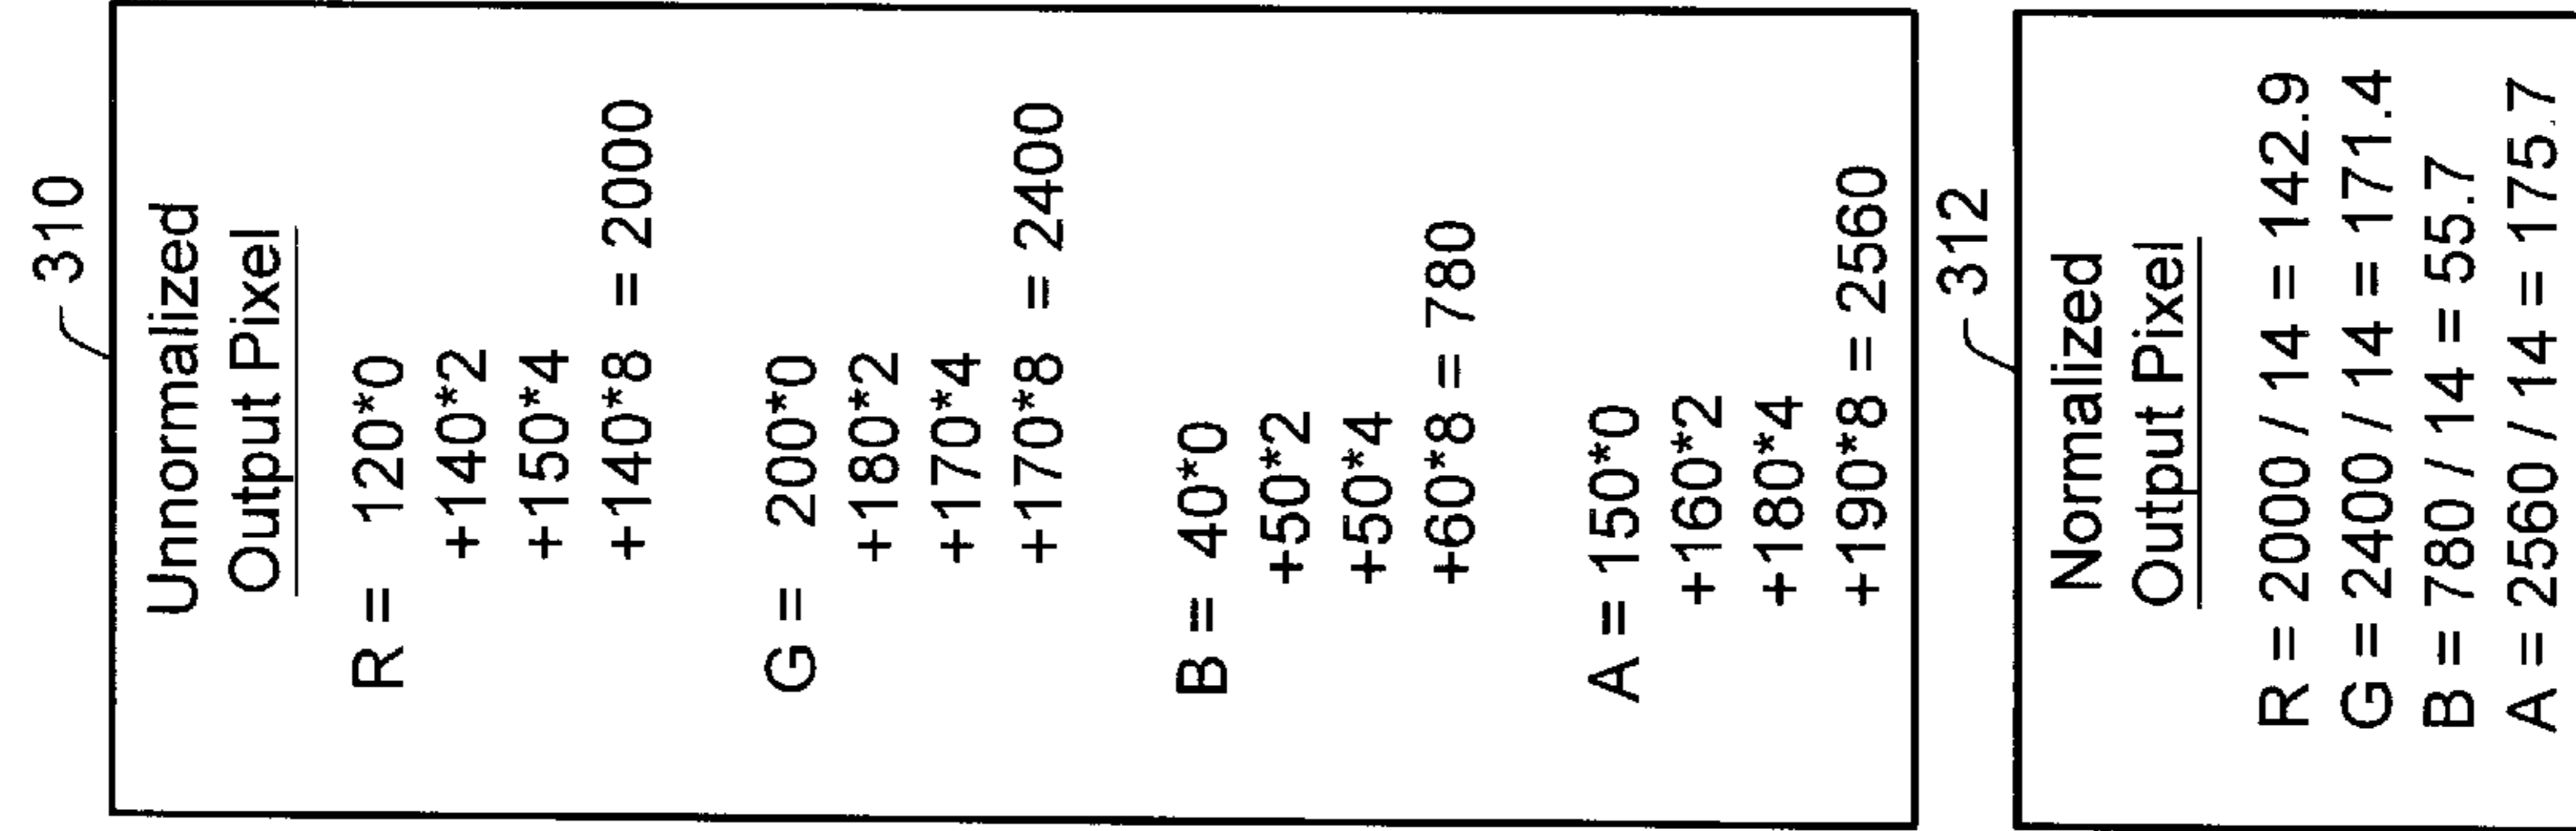 310
Unnormalized
Output Pixel
R = 120*0
+140*2
+150*4
+140*8 = 2000
G = 200*0
+180*2
+170*4
+170*8 = 2400
B = 40*0
+50*2
+50*4
+60*8 = 780
A = 150*0
+160*2
+180*4
+190*8 = 2560
312
Normalized
Output Pixel
R = 2000 / 14 = 142.9
G = 2400 / 14 = 171.4
B = 780 / 14 = 55.7
A = 2560 / 14 = 175.7